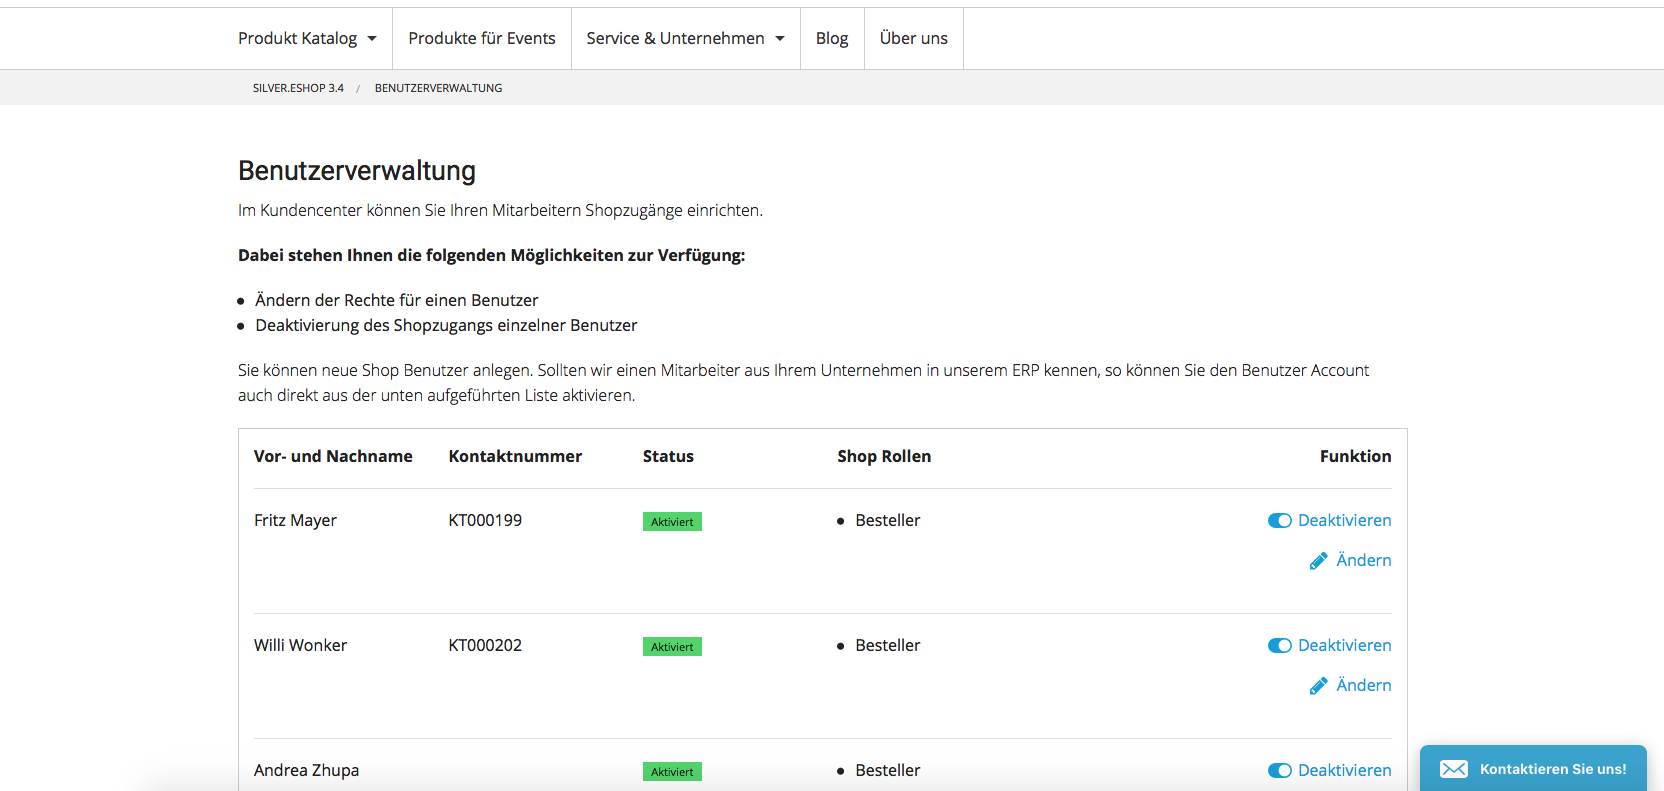 Produkt Katalog Produkte für Events Service & Unternehmen Blog Über uns
SILVER.ESHOP 3.4 / BENUTZERVERWALTUNG
Benutzerverwaltung
Im Kundencenter können Sie Ihren Mitarbeitern Shopzugänge einrichten.
Dabei stehen Ihnen die folgenden Möglichkeiten zur Verfügung:
• Ändern der Rechte für einen Benutzer
• Deaktivierung des Shopzugangs einzelner Benutzer
Sie können neue Shop Benutzer anlegen. Sollten wir einen Mitarbeiter aus Ihrem Unternehmen in unserem ERP kennen, so können Sie den Benutzer Account
auch direkt aus der unten aufgeführten Liste aktivieren.
Vor- und Nachname Kontaktnummer Status Shop Rollen Funktion
Fritz Mayer KT000199 Aktiviert • Besteller Deaktivieren
Ändern
Willi Wonker KT000202 Aktiviert • Besteller Deaktivieren
Ändern
Andrea Zhupa Aktiviert • Besteller Deaktivieren
Kontaktieren Sie uns!